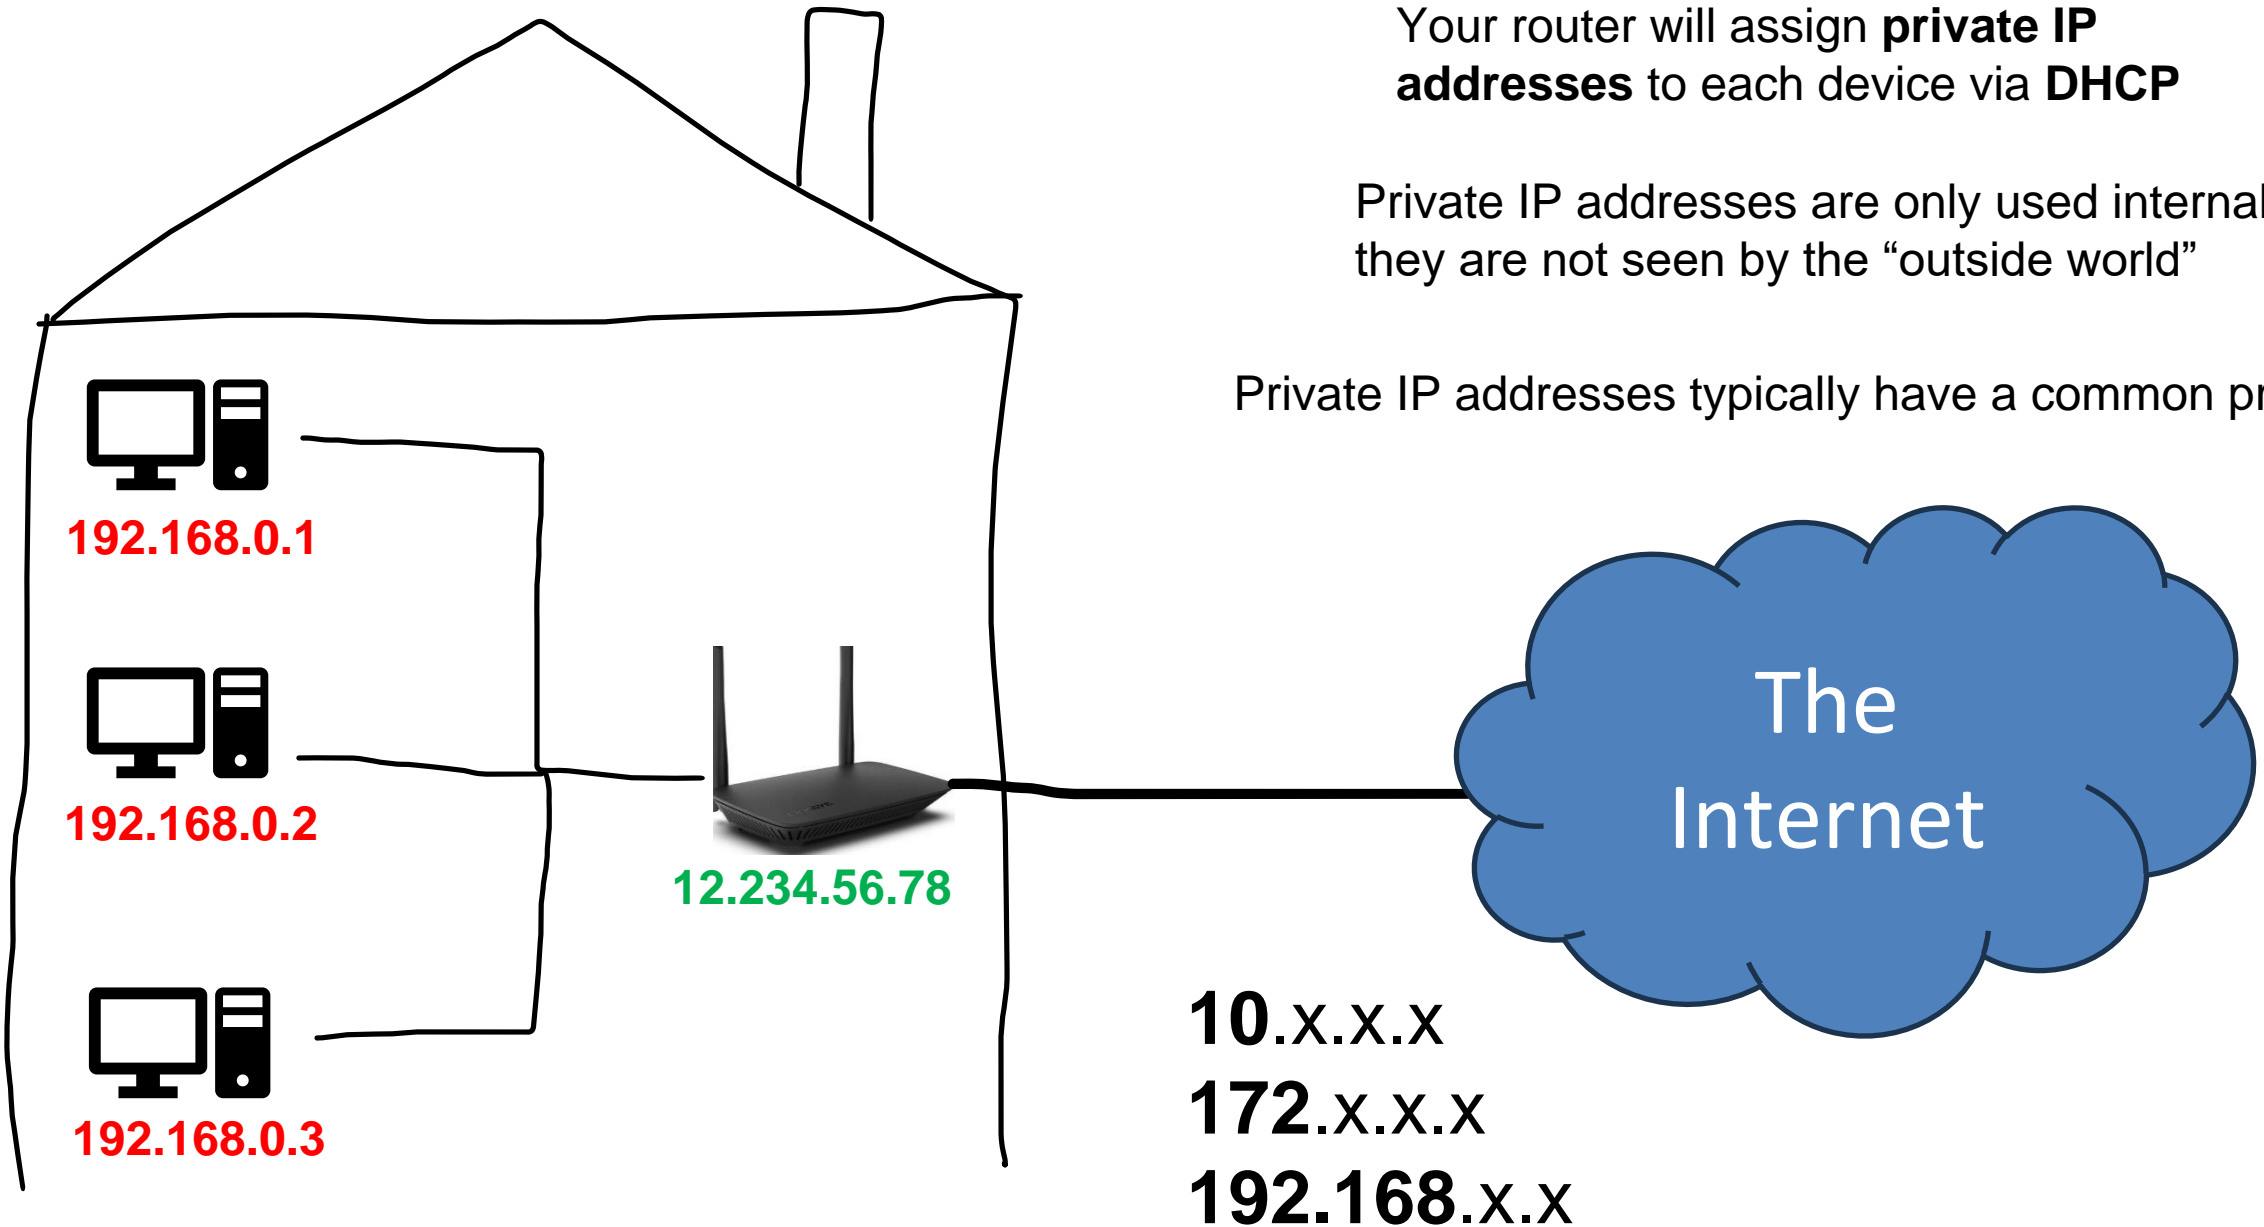 Your router will assign private IP
addresses to each device via DHCP
Private IP addresses are only used internal
they are not seen by the “outside world”
Private IP addresses typically have a common pr
192.168.0.1
192.168.0.2
192.168.0.3
12.234.56.78
The
Internet
10.x.x.x
172.x.x.x
192.168.x.x